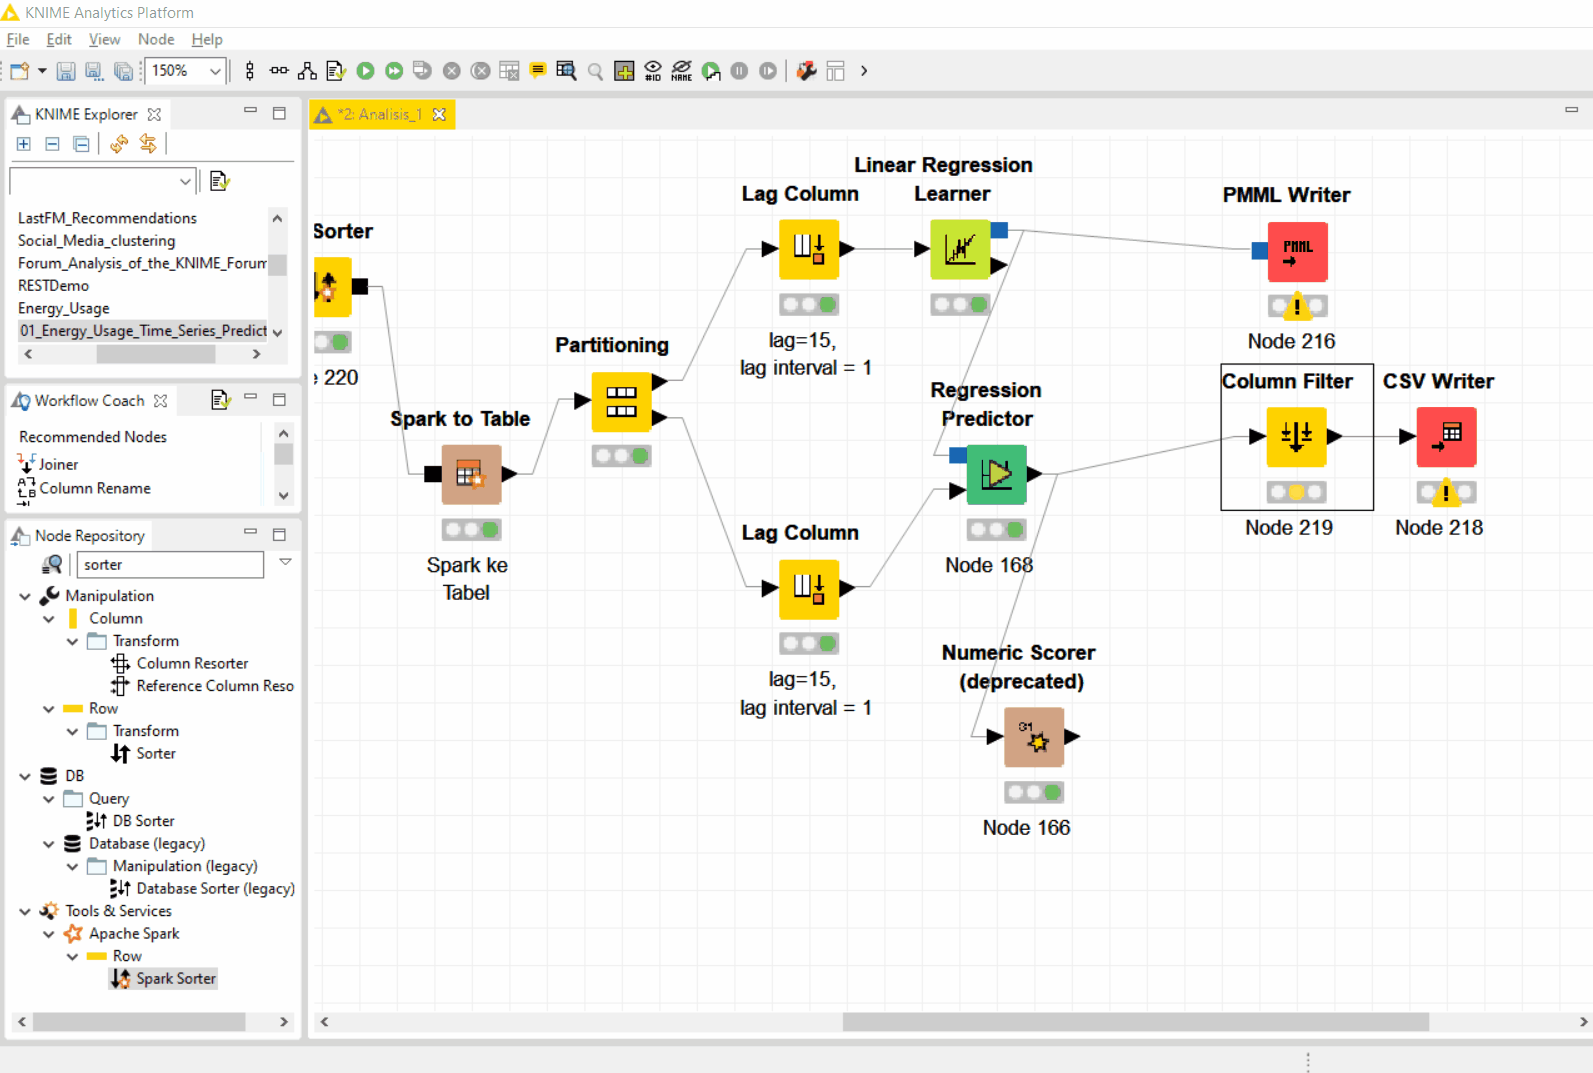 KNIME Analytics Platform
File Edit View Node Help
150%
#ID
NAME
KNIME Explorer
LastFM_Recommendations
Social_Media_clustering
Forum_Analysis_of_the_KNIME_Forum
RESTDemo
Energy_Usage
01_Energy_Usage_Time_Series_Predict
Workflow Coach
Recommended Nodes
Joiner
Column Rename
Node Repository
sorter
Manipulation
Column
Transform
Column Resorter
Reference Column Reso
Row
Transform
Sorter
DB
Query
DB Sorter
Database (legacy)
Manipulation (legacy)
Database Sorter (legacy)
Tools & Services
Apache Spark
Row
Spark Sorter
*2: Analisis_1
Sorter
220
Spark to Table
Spark ke
Tabel
Partitioning
Lag Column
lag=15,
lag interval = 1
Linear Regression
Learner
PMML Writer
PMML
Node 216
Regression
Predictor
Node 168
Column Filter
Node 219
CSV Writer
Node 218
Lag Column
lag=15,
lag interval = 1
Numeric Scorer
(deprecated)
Node 166